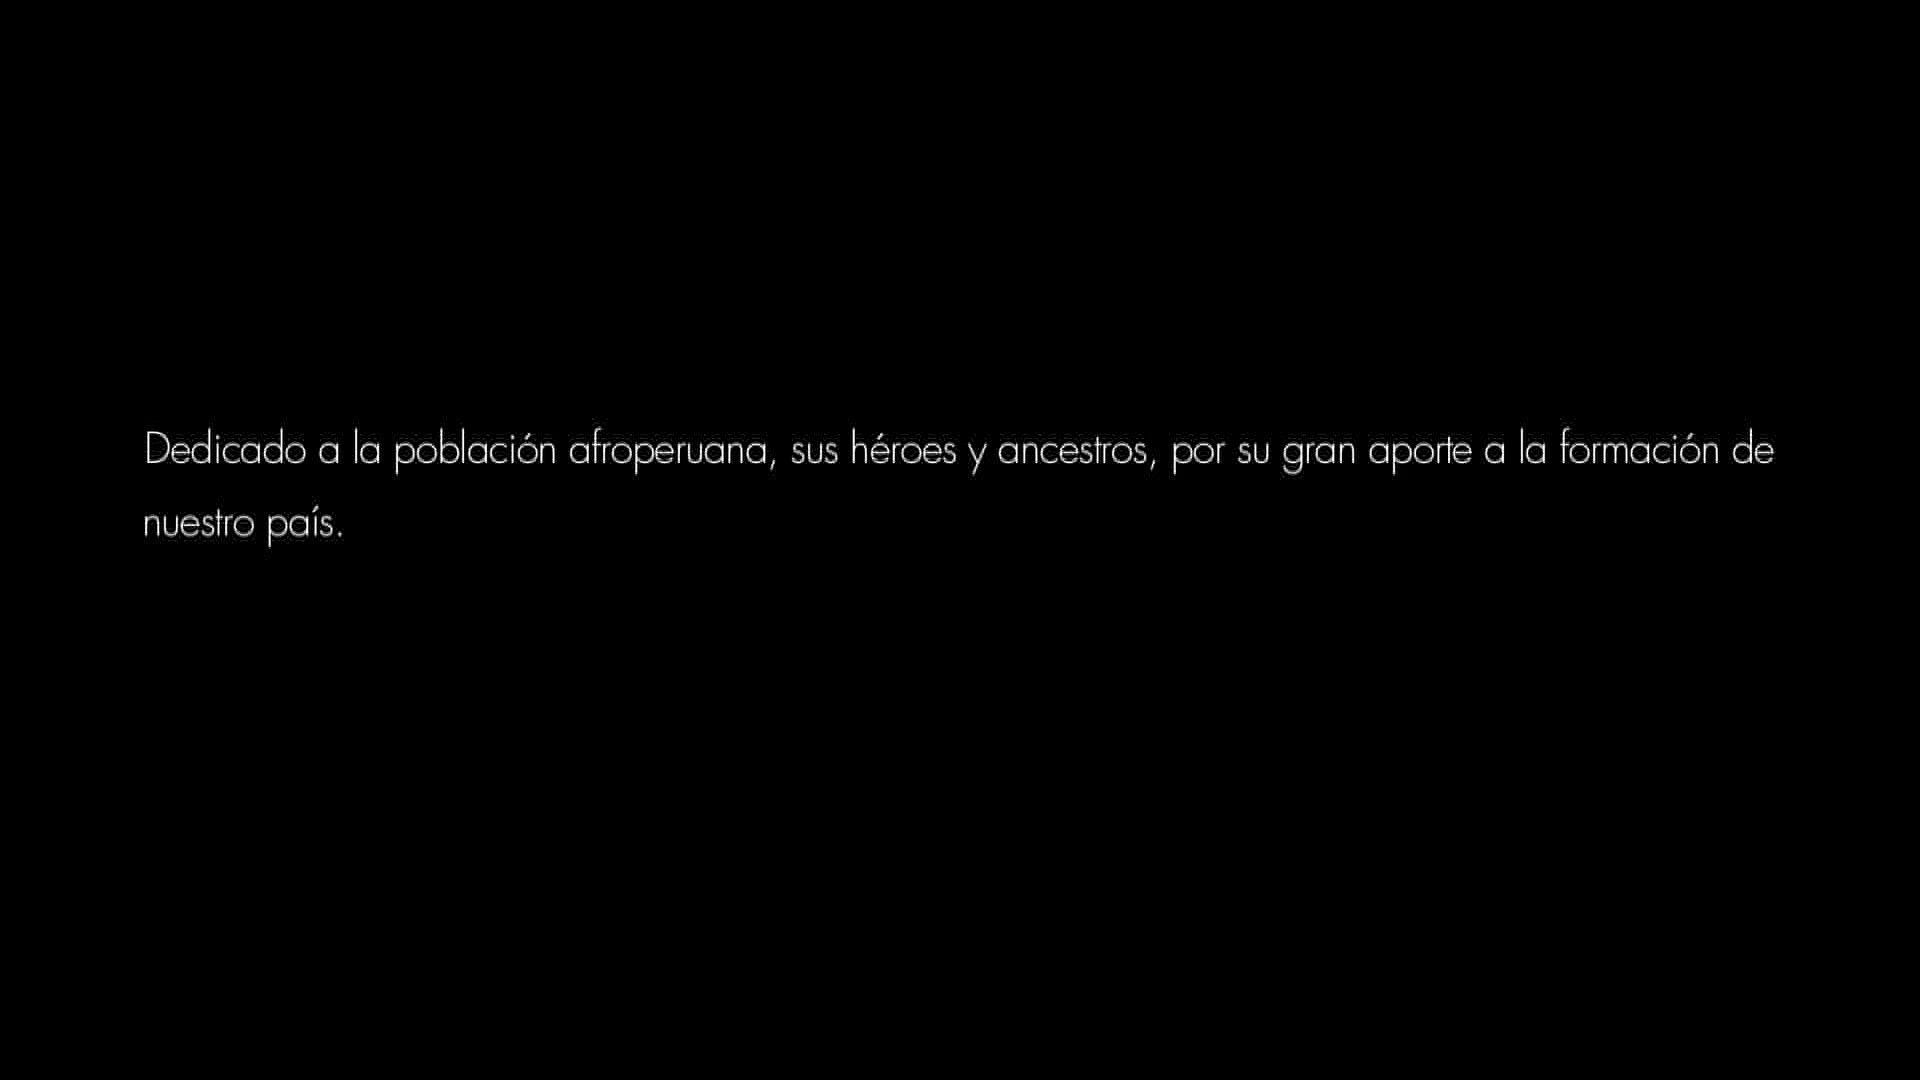 Dedicado a la población afroperuana, sus héroes y ancestros, por su gran aporte a la formación de
nuestro país.